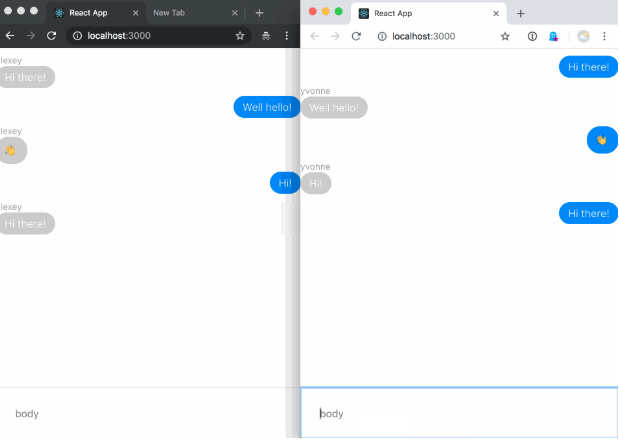 React App
New Tab
localhost:3000
lexey
Hi there!
Well hello!
lexey
Hi!
lexey
Hi there!
body
React App
localhost:3000
Hi there!
yvonne
Well hello!
yvonne
Hi!
Hi there!
body